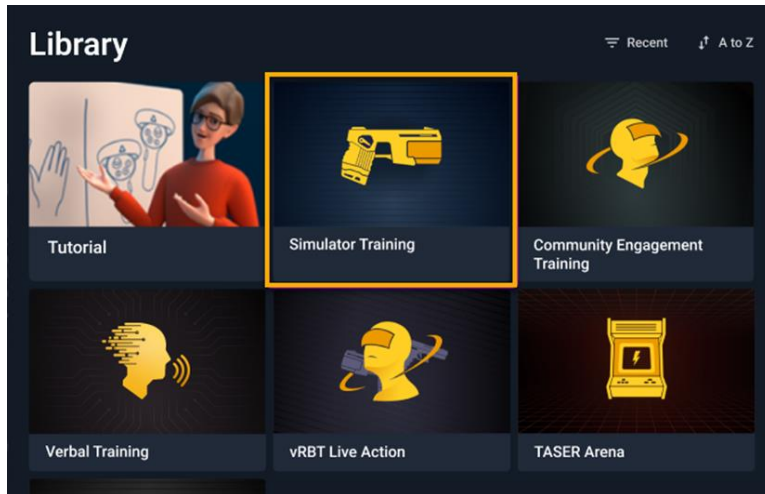 Library
Recent
A to Z
Tutorial
Simulator Training
Community Engagement
Training
Verbal Training
vRBT Live Action
TASER Arena